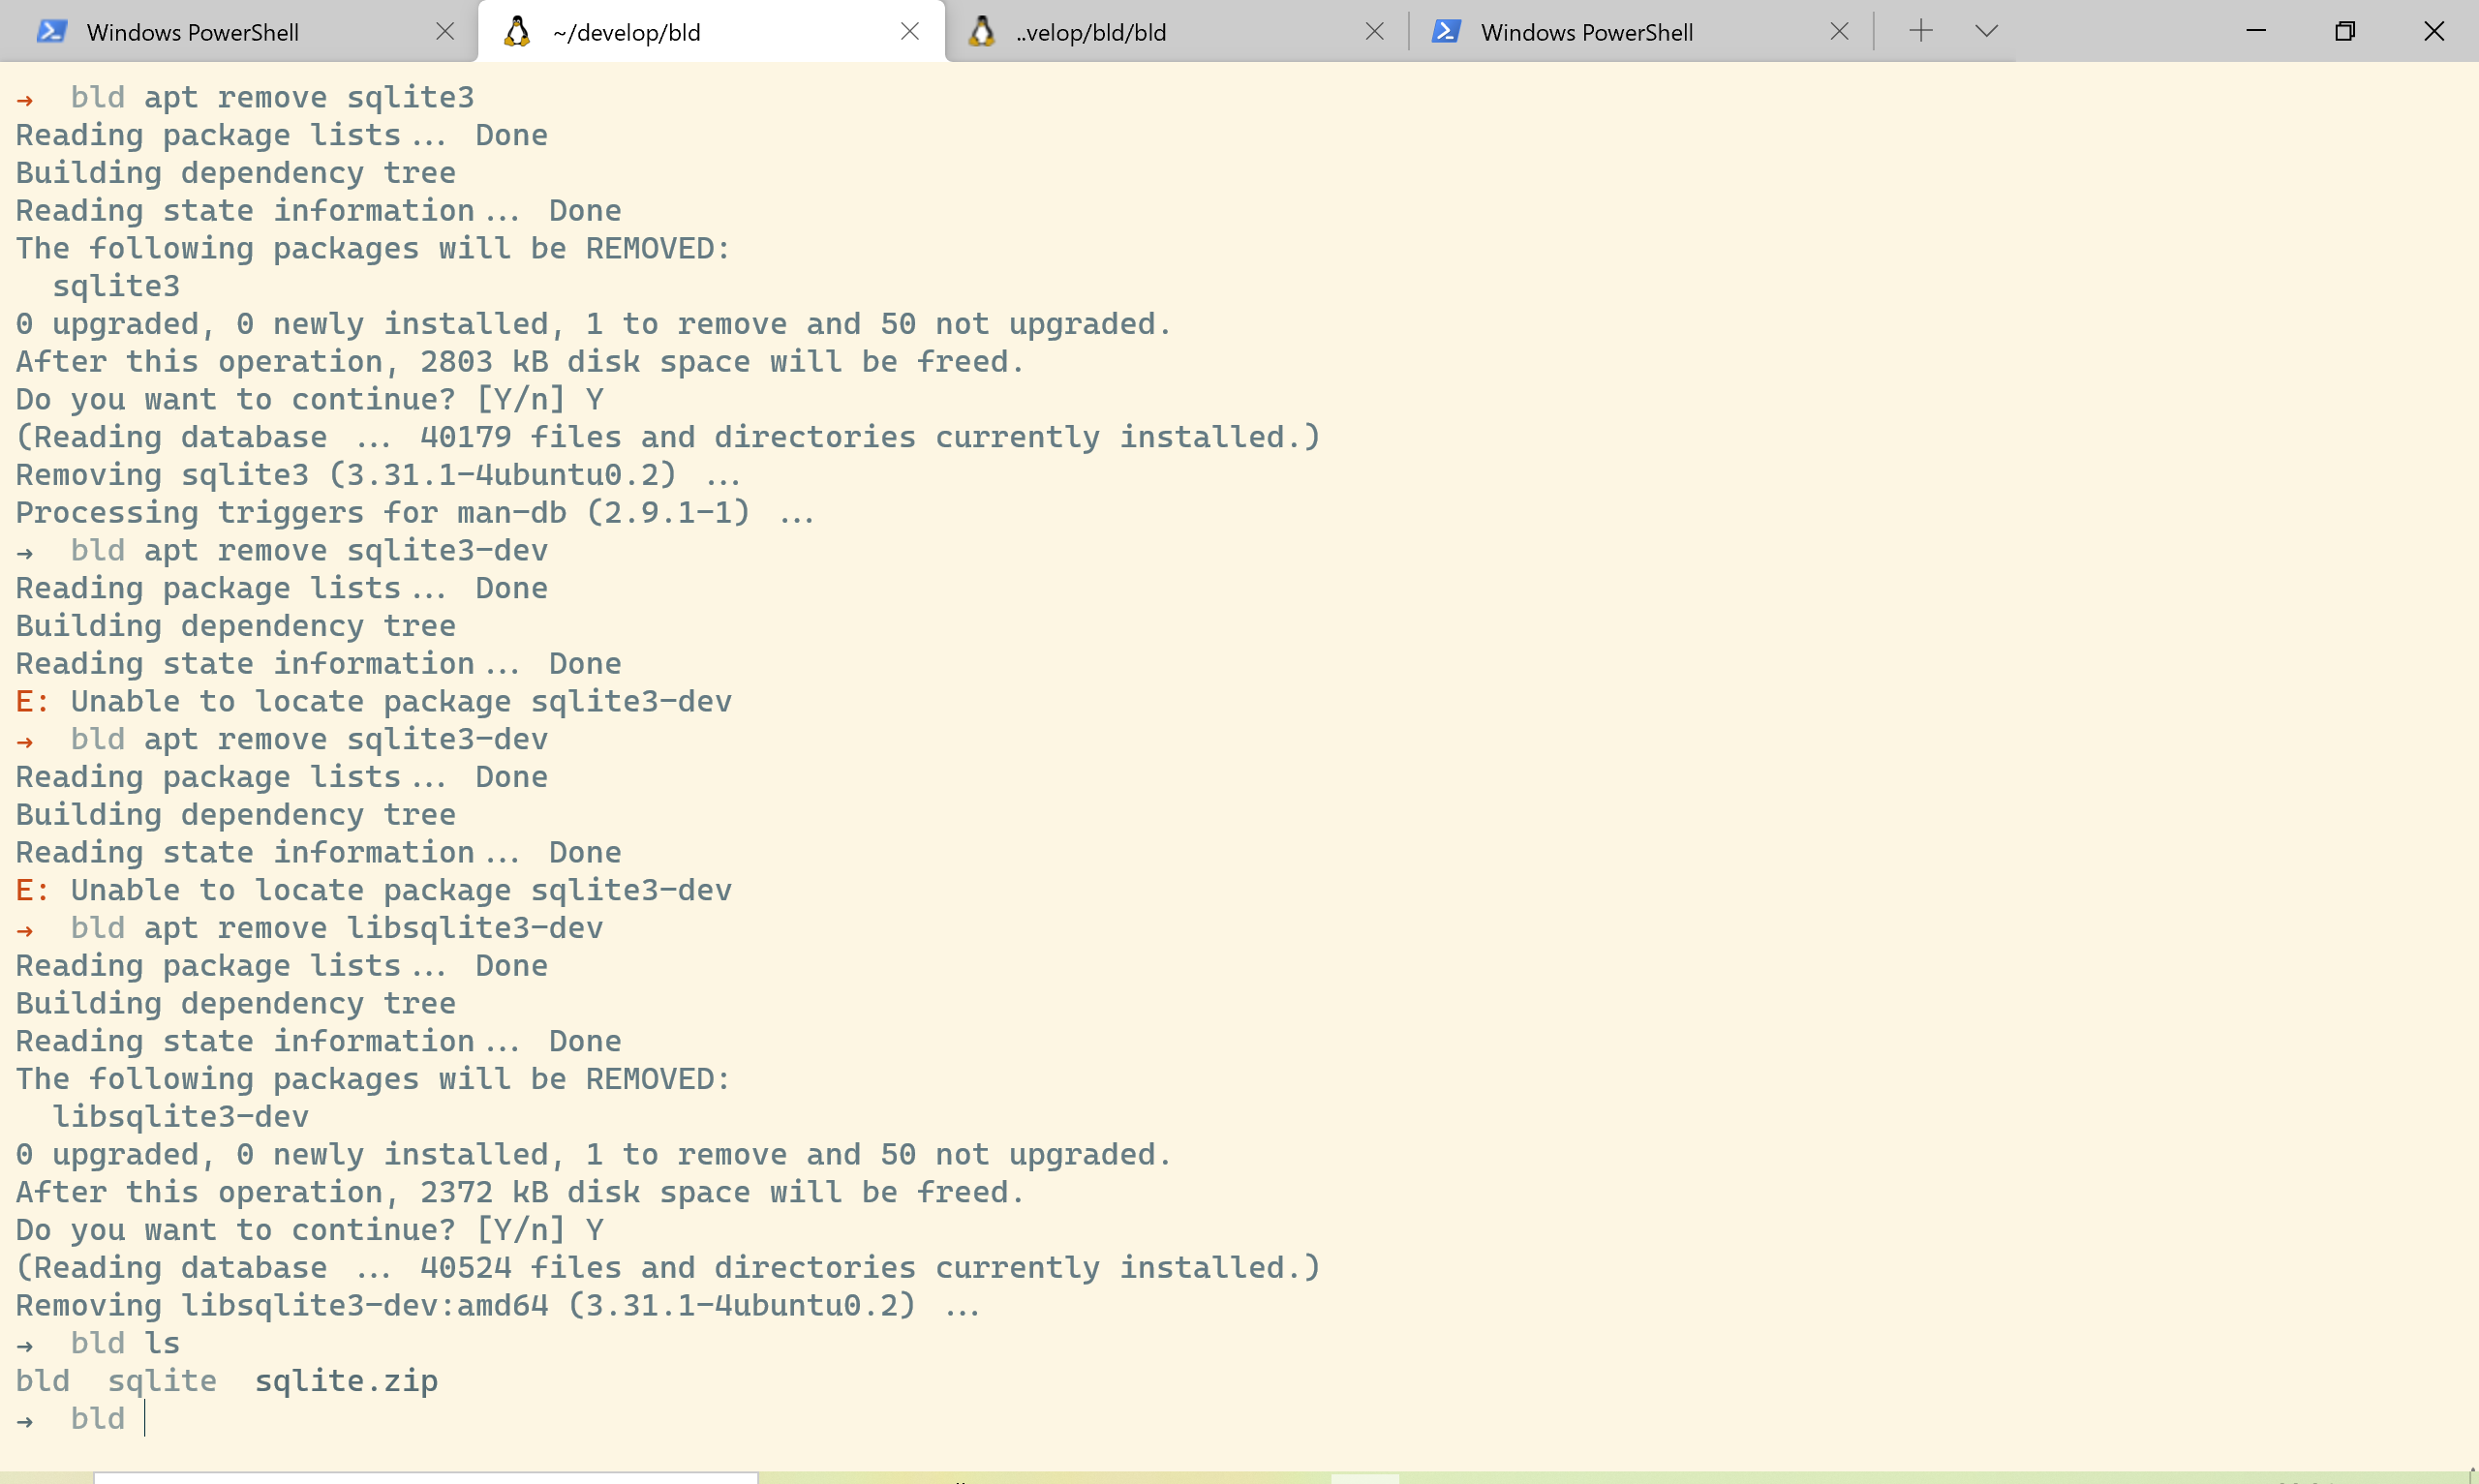 Windows PowerShell ~/develop/bld ..velop/bld/bld Windows PowerShell
→ bld apt remove sqlite3
Reading package lists... Done
Building dependency tree
Reading state information... Done
The following packages will be REMOVED:
sqlite3
0 upgraded, 0 newly installed, 1 to remove and 50 not upgraded.
After this operation, 2803 kB disk space will be freed.
Do you want to continue? [Y/n] Y
(Reading database ... 40179 files and directories currently installed.)
Removing sqlite3 (3.31.1-4ubuntu0.2) ...
Processing triggers for man-db (2.9.1-1) ...
→ bld apt remove sqlite3-dev
Reading package lists... Done
Building dependency tree
Reading state information... Done
E: Unable to locate package sqlite3-dev
→ bld apt remove sqlite3-dev
Reading package lists... Done
Building dependency tree
Reading state information... Done
E: Unable to locate package sqlite3-dev
→ bld apt remove libsqlite3-dev
Reading package lists... Done
Building dependency tree
Reading state information... Done
The following packages will be REMOVED:
libsqlite3-dev
0 upgraded, 0 newly installed, 1 to remove and 50 not upgraded.
After this operation, 2372 kB disk space will be freed.
Do you want to continue? [Y/n] Y
(Reading database ... 40524 files and directories currently installed.)
Removing libsqlite3-dev:amd64 (3.31.1-4ubuntu0.2) ...
→ bld ls
bld sqlite sqlite.zip
→ bld